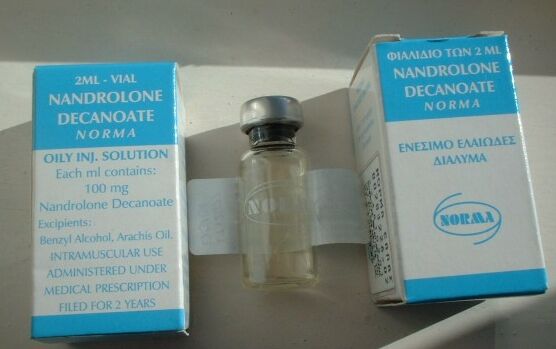 2ML - VIAL
NANDROLONE
DECANOATE
NORMA
OILY INJ. SOLUTION
Each ml contains:
100 mg
Nandrolone Decanoate
Excipients:
Benzyl Alcohol, Arachis Oil.
INTRAMUSCULAR USE
ADMINISTERED UNDER
MEDICAL PRESCRIPTION
FILED FOR 2 YEARS
NORMA
ΦΙΑΛΙΔΙΟ ΤΩΝ 2 ML
NANDROLONE
DECANOATE
NORMA
ΕΝΕΣΙΜΟ ΕΛΑΙΩΔΕΣ
ΔΙΑΛΥΜΑ
NORMA